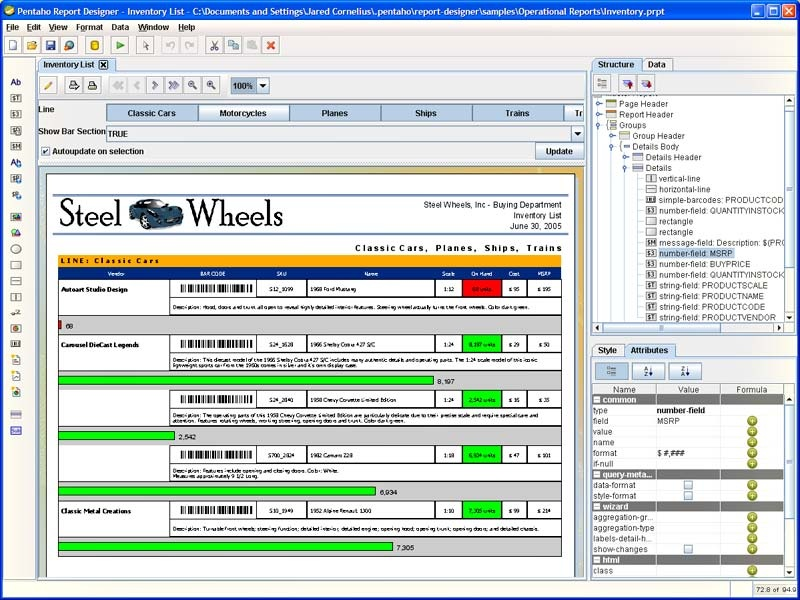 Pentaho Report Designer - Inventory List - C:\Documents and Settings\Jared Cornelius\.pentaho\report-designer\samples\Operational Reports\Inventory.prpt
File Edit View Format Data Window Help
Inventory List
100%
Line
Classic Cars Motorcycles Planes Ships Trains Tr
Show Bar Section TRUE
Autoupdate on selection
Update
Steel Wheels
Steel Wheels, Inc - Buying Department
Inventory List
June 30, 2005
Classic Cars, Planes, Ships, Trains
LINE: Classic Cars
Vendor BAR CODE SKU Name Scale On Hand Cost MSRP
Autoart Studio Design S12_1099 1968 Ford Mustang 1:12 68 units $ 95 $ 195
Description: Hood, doors and trunk all open to reveal highly detailed interior features. Steering wheel actually turns the front wheels. Color dark green.
68
Carousel DieCast Legends S24_1628 1966 Shelby Cobra 427 S/C 1:24 8,197 units $ 29 $ 50
Description: This diecast model of the 1966 Shelby Cobra 427 S/C includes many authentic details and operating parts. The 1:24 scale model of this iconic
lightweight sports car from the 1960s comes in silver and it's own display case.
8,197
1958 Chevy Corvette Limited Edition 1:24 2,542 units $ 16 $ 35
Description: The operating parts of this 1958 Chevy Corvette Limited Edition are particularly delicate due to their precise scale and require special care and
attention. Features rotating wheels, working steering, opening doors and trunk. Color dark green.
2,542
S700_2824 1982 Camaro Z28 1:18 6,934 units $ 47 $ 101
Description: Features include opening and closing doors. Color: White.
Measures approximately 9 1/2 Long.
6,934
Classic Metal Creations S10_1949 1952 Alpine Renault 1300 1:10 7,305 units $ 99 $ 214
Description: Turnable front wheels; steering function; detailed interior; detailed engine; opening hood; opening trunk; opening doors; and detailed chassis.
7,305
Structure Data
Page Header
Report Header
Groups
Group Header
Details Body
Details Header
Details
vertical-line
horizontal-line
simple-barcodes: PRODUCTCOD
number-field: QUANTITYINSTOCK
rectangle
rectangle
message-field: Description: $(PRO
number-field: MSRP
number-field: BUYPRICE
number-field: QUANTITYINSTOCK
string-field: PRODUCTSCALE
string-field: PRODUCTNAME
string-field: PRODUCTCODE
string-field: PRODUCTVENDOR
Style Attributes
Name Value Formula
common
type number-field
field MSRP
value
name
format $ #,###
if-null
query-meta...
data-format
style-format
wizard
aggregation-gr...
aggregation-type
labels-detail-h...
show-changes
html
class
72.8 of 94.9